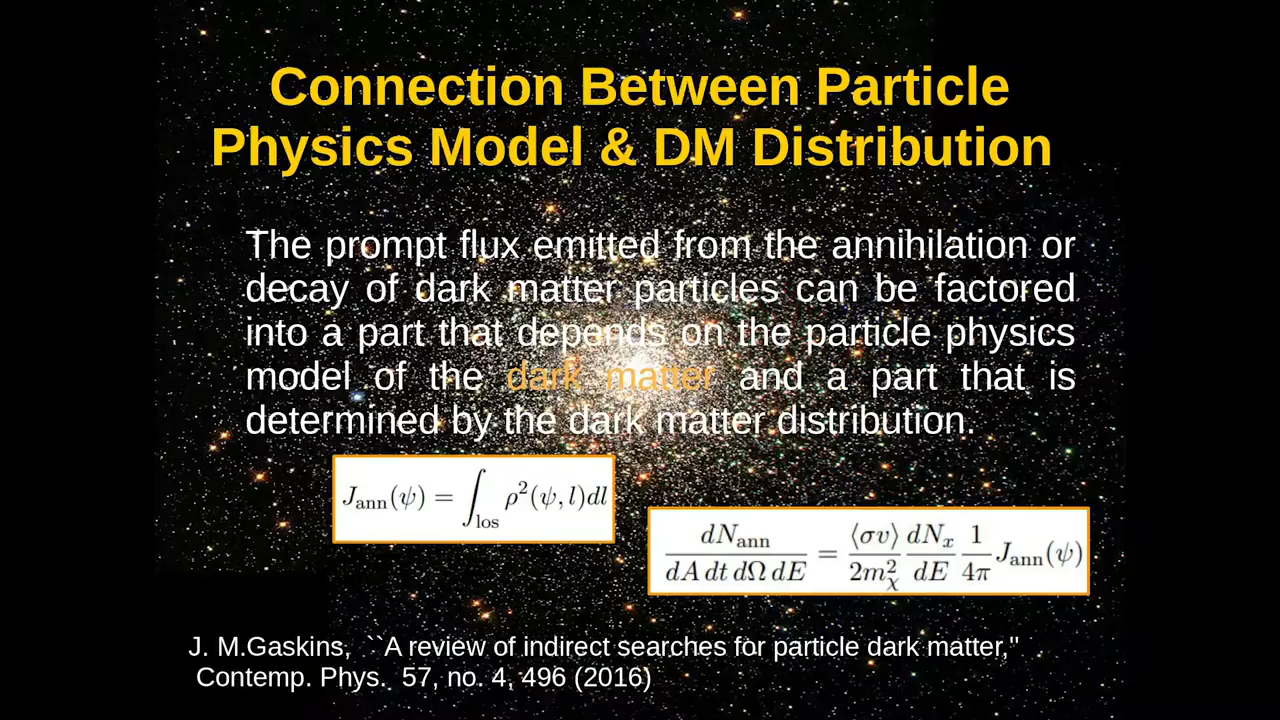 Connection Between Particle
Physics Model & DM Distribution
The prompt flux emitted from the annihilation or
decay of dark matter particles can be factored
into a part that depends on the particle physics
model of the dark matter and a part that is
determined by the dark matter distribution.
J_ann(ψ) = ∫_los ρ²(ψ, l)dl
dN_ann / (dA dt dΩ dE) = ⟨σv⟩ / 2m_χ² dN_x / dE 1 / 4π J_ann(ψ)
J. M.Gaskins, ``A review of indirect searches for particle dark matter,''
Contemp. Phys. 57, no. 4, 496 (2016)